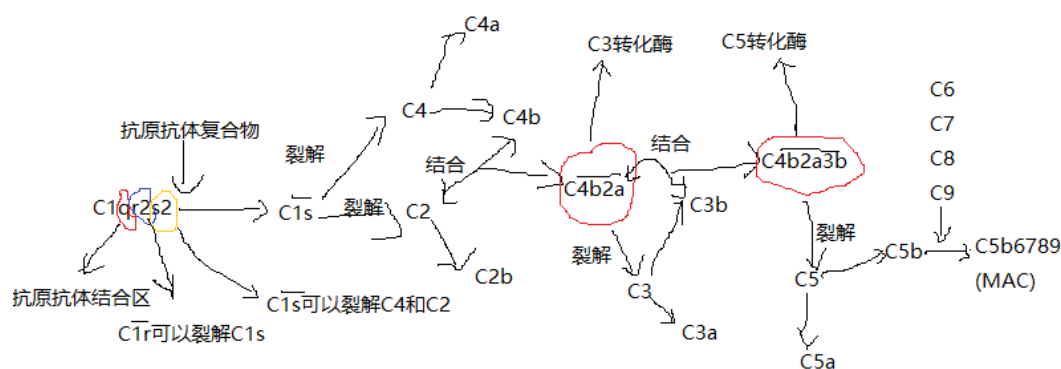 C4a
C3转化酶
C5转化酶
C6
C4
C4b
C7
抗原抗体复合物
裂解
结合
结合
C4b2a3b
C8
C4b2a
C9
C1qr2s2
C1s
裂解
C2
C3b
裂解
C5b
C5b6789
(MAC)
裂解
C2b
C3
C5
抗原抗体结合区
C1s可以裂解C4和C2
C1r可以裂解C1s
C3a
C5a